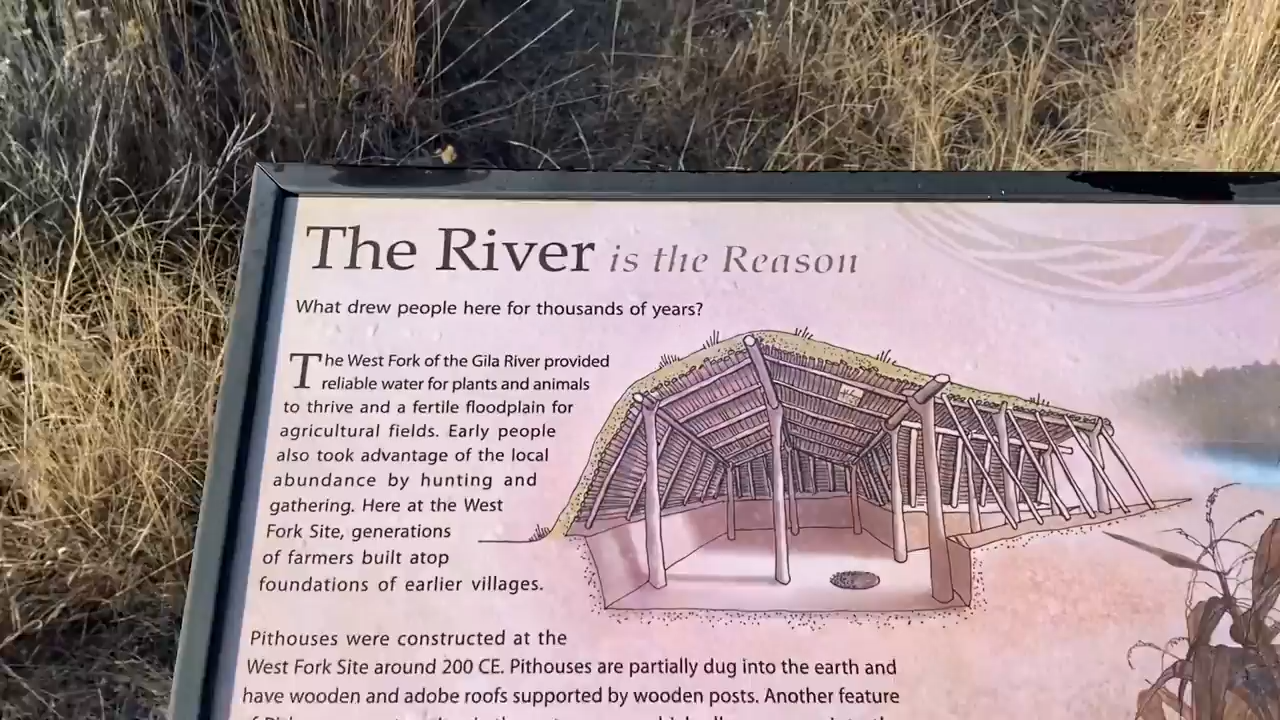 The River is the Reason
What drew people here for thousands of years?
The West Fork of the Gila River provided
reliable water for plants and animals
to thrive and a fertile floodplain for
agricultural fields. Early people
also took advantage of the local
abundance by hunting and
gathering. Here at the West
Fork Site, generations
of farmers built atop
foundations of earlier villages.
Pithouses were constructed at the
West Fork Site around 200 CE. Pithouses are partially dug into the earth and
have wooden and adobe roofs supported by wooden posts. Another feature